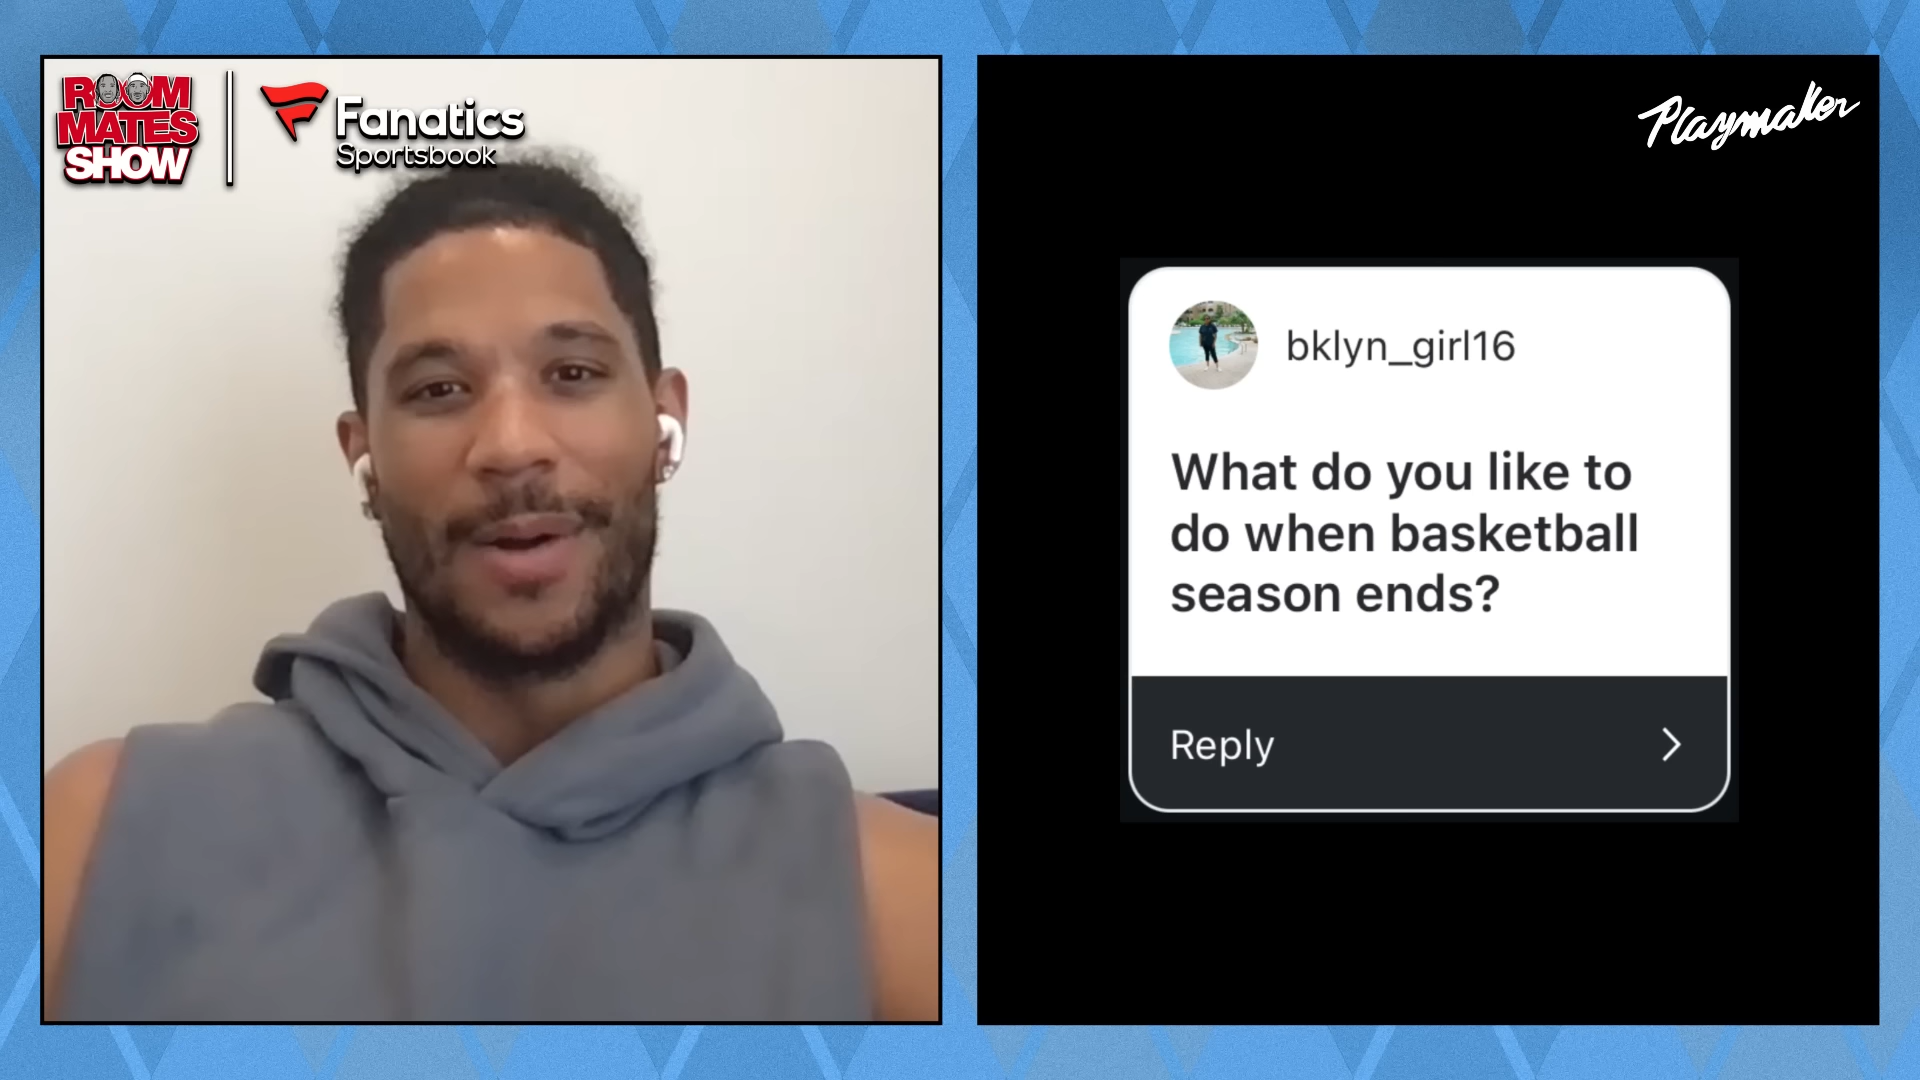 ROOM
MATES
SHOW
Fanatics
Sportsbook
Playmaker
bklyn_girl16
What do you like to
do when basketball
season ends?
Reply